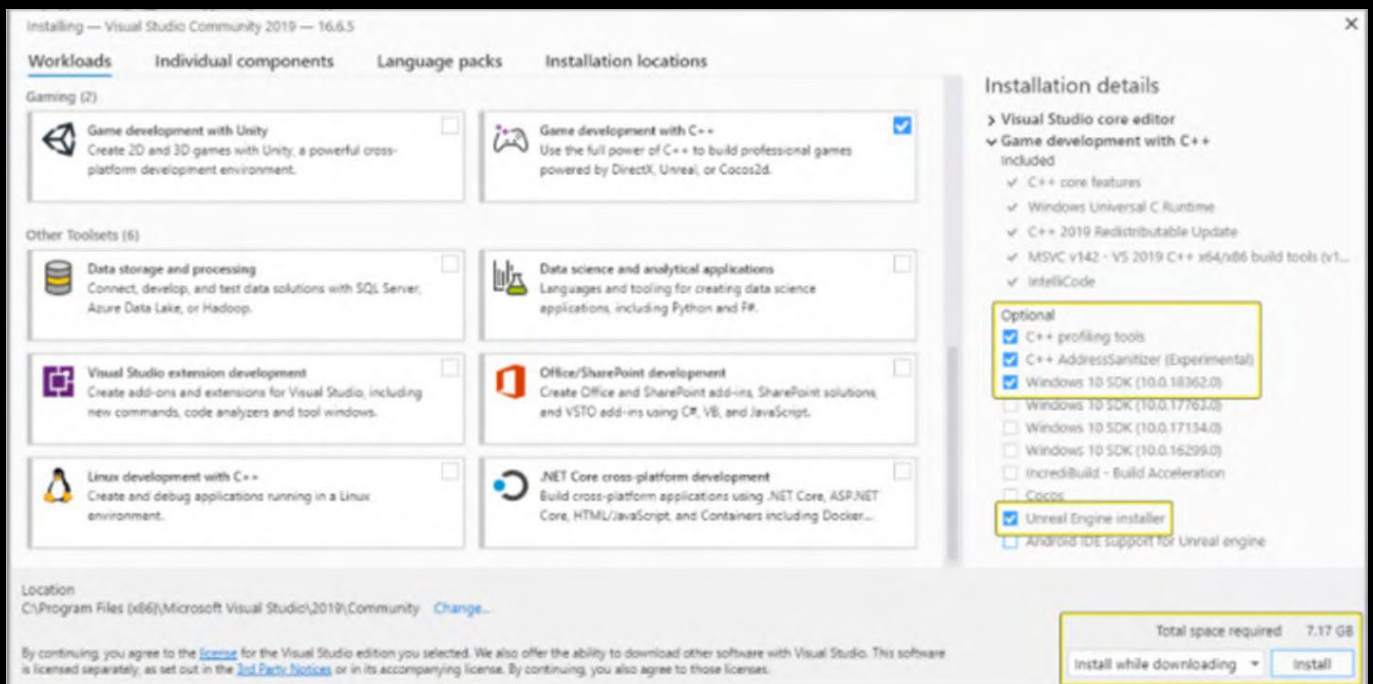 Installing — Visual Studio Community 2019 — 16.6.5
Workloads
Individual components
Language packs
Installation locations
Gaming (2)
Game development with Unity
Create 2D and 3D games with Unity, a powerful cross-
platform development environment.
Game development with C++
Use the full power of C++ to build professional games
powered by DirectX, Unreal, or Cocos2d.
Other Toolsets (6)
Data storage and processing
Connect, develop, and test data solutions with SQL Server,
Azure Data Lake, or Hadoop.
Data science and analytical applications
Languages and tooling for creating data science
applications, including Python and F#.
Visual Studio extension development
Create add-ons and extensions for Visual Studio, including
new commands, code analyzers and tool windows.
Office/SharePoint development
Create Office and SharePoint add-ins, SharePoint solutions,
and VSTO add-ins using C#, VB, and JavaScript.
Linux development with C++
Create and debug applications running in a Linux
environment.
.NET Core cross-platform development
Build cross-platform applications using .NET Core, ASP.NET
Core, HTML/JavaScript, and Containers including Docker...
Installation details
Visual Studio core editor
Game development with C++
Included
C++ core features
Windows Universal C Runtime
C++ 2019 Redistributable Update
MSVC v142 - VS 2019 C++ x64/x86 build tools (v1...
IntelliCode
Optional
C++ profiling tools
C++ AddressSanitizer (Experimental)
Windows 10 SDK (10.0.18362.0)
Windows 10 SDK (10.0.17763.0)
Windows 10 SDK (10.0.17134.0)
Windows 10 SDK (10.0.16299.0)
IncrediBuild - Build Acceleration
Cocos
Unreal Engine installer
Android IDE support for Unreal engine
Location
C:\Program Files (x86)\Microsoft Visual Studio\2019\Community Change...
By continuing, you agree to the license for the Visual Studio edition you selected. We also offer the ability to download other software with Visual Studio. This software
is licensed separately, as set out in the 3rd Party Notices or in its accompanying license. By continuing, you also agree to those licenses.
Total space required 7.17 GB
Install while downloading
Install